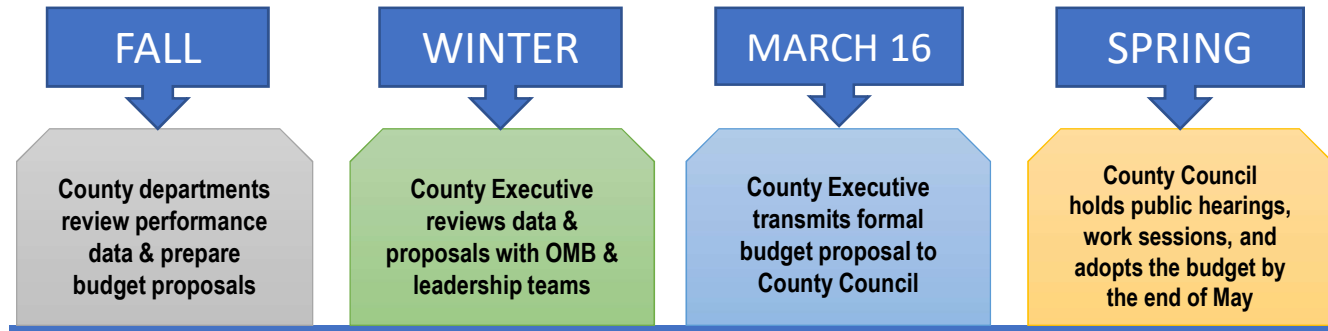 FALL
County departments
review performance
data & prepare
budget proposals
WINTER
County Executive
reviews data &
proposals with OMB &
leadership teams
MARCH 16
County Executive
transmits formal
budget proposal to
County Council
SPRING
County Council
holds public hearings,
work sessions, and
adopts the budget by
the end of May